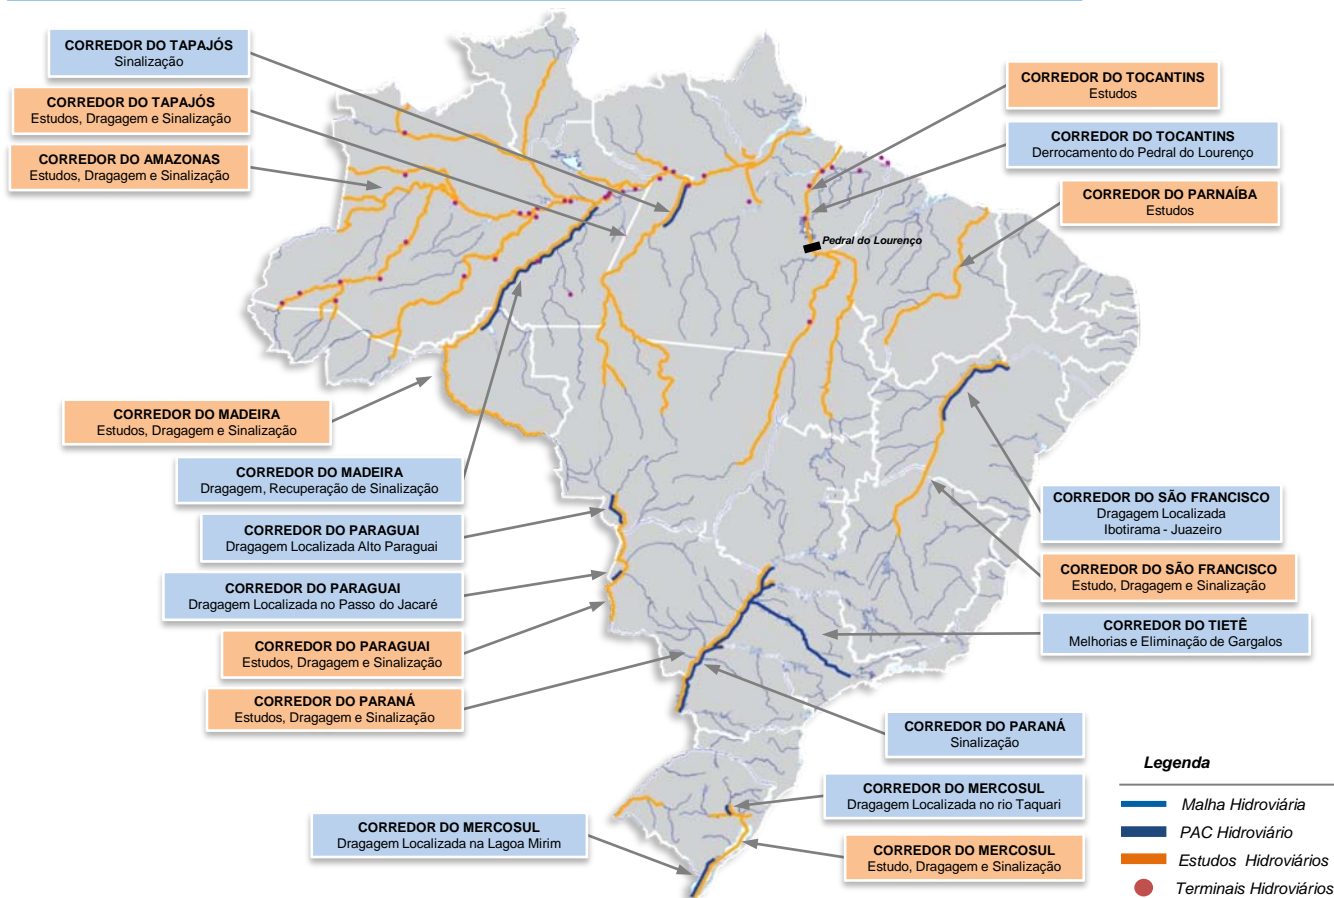 CORREDOR DO TAPAJÓS
Sinalização
CORREDOR DO TAPAJÓS
Estudos, Dragagem e Sinalização
CORREDOR DO AMAZONAS
Estudos, Dragagem e Sinalização
CORREDOR DO TOCANTINS
Estudos
CORREDOR DO TOCANTINS
Derrocamento do Pedral do Lourenço
CORREDOR DO PARNAÍBA
Estudos
Pedral do Lourenço
CORREDOR DO MADEIRA
Estudos, Dragagem e Sinalização
CORREDOR DO MADEIRA
Dragagem, Recuperação de Sinalização
CORREDOR DO PARAGUAI
Dragagem Localizada Alto Paraguai
CORREDOR DO PARAGUAI
Dragagem Localizada no Passo do Jacaré
CORREDOR DO PARAGUAI
Estudos, Dragagem e Sinalização
CORREDOR DO PARANÁ
Estudos, Dragagem e Sinalização
CORREDOR DO SÃO FRANCISCO
Dragagem Localizada
Ibotirama - Juazeiro
CORREDOR DO SÃO FRANCISCO
Estudo, Dragagem e Sinalização
CORREDOR DO TIETÊ
Melhorias e Eliminação de Gargalos
CORREDOR DO PARANÁ
Sinalização
CORREDOR DO MERCOSUL
Dragagem Localizada no rio Taquari
CORREDOR DO MERCOSUL
Dragagem Localizada na Lagoa Mirim
CORREDOR DO MERCOSUL
Estudo, Dragagem e Sinalização
Legenda
Malha Hidroviária
PAC Hidroviário
Estudos Hidroviários
Terminais Hidroviários